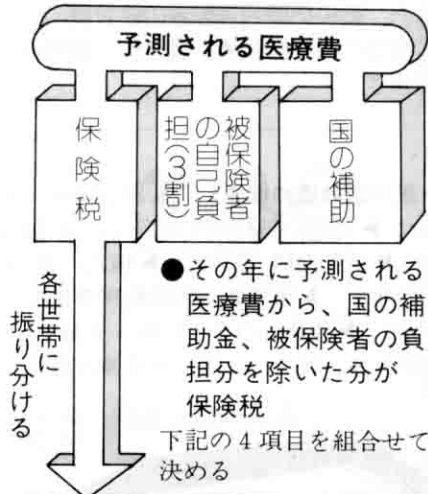 予測される医療費
保険税
被保険者
の自己負
担(3割)
国の補助
各世帯に
振り分ける
●その年に予測される
医療費から、国の補
助金、被保険者の負
担分を除いた分が
保険税
下記の4項目を組合せて
決める